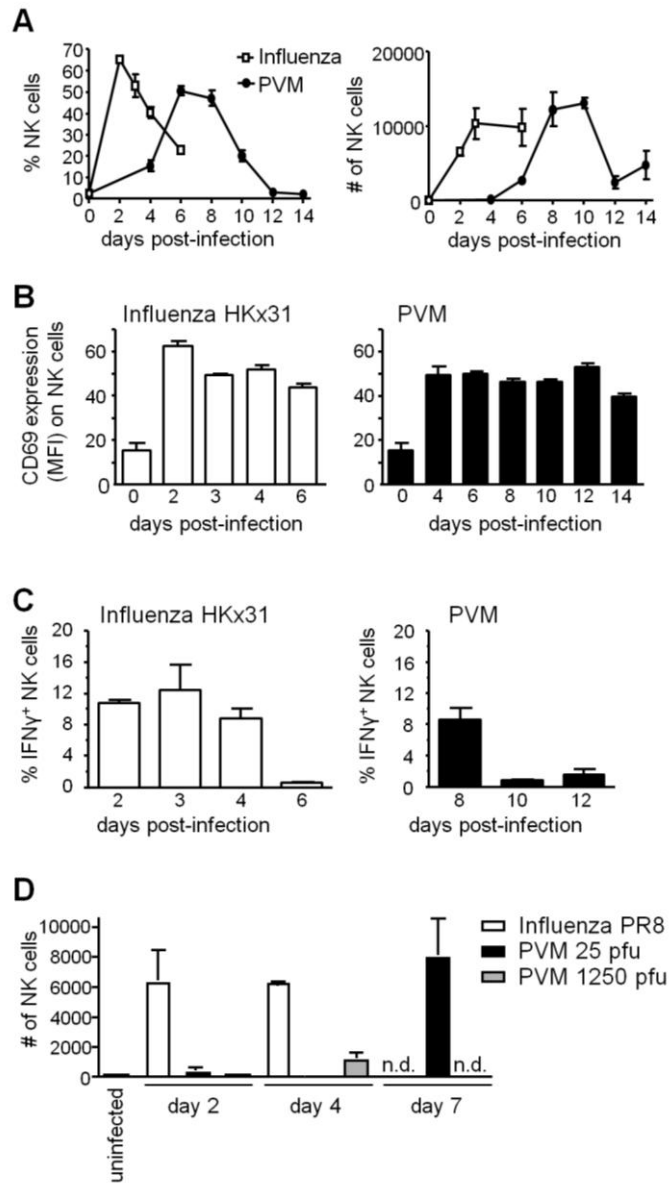 A
% NK cells
70
60
50
40
30
20
10
0
0 2 4 6 8 10 12 14
days post-infection
Influenza
PVM
# of NK cells
20000
10000
0
0 2 4 6 8 10 12 14
days post-infection
B
Influenza HKx31
CD69 expression
(MFI) on NK cells
60
40
20
0
0 2 3 4 6
days post-infection
PVM
60
40
20
0
0 4 6 8 10 12 14
days post-infection
C
Influenza HKx31
% IFNγ+ NK cells
20
16
12
8
4
0
2 3 4 6
days post-infection
PVM
% IFNγ+ NK cells
20
16
12
8
4
0
8 10 12
days post-infection
D
# of NK cells
10000
8000
6000
4000
2000
0
Influenza PR8
PVM 25 pfu
PVM 1250 pfu
n.d. n.d.
uninfected
day 2 day 4 day 7